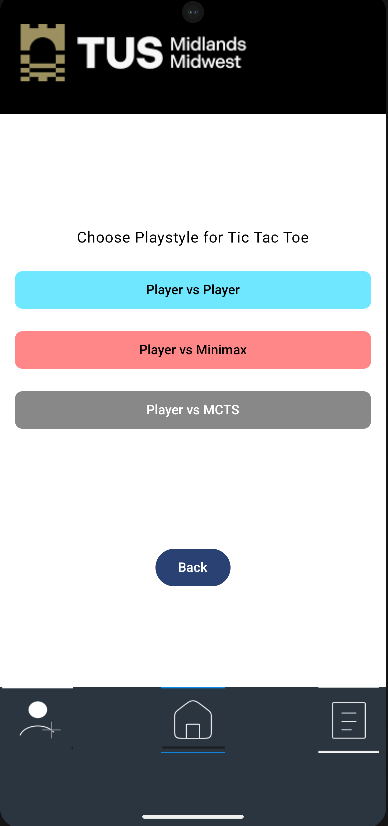 TUS Midlands
Midwest
Choose Playstyle for Tic Tac Toe
Player vs Player
Player vs Minimax
Player vs MCTS
Back